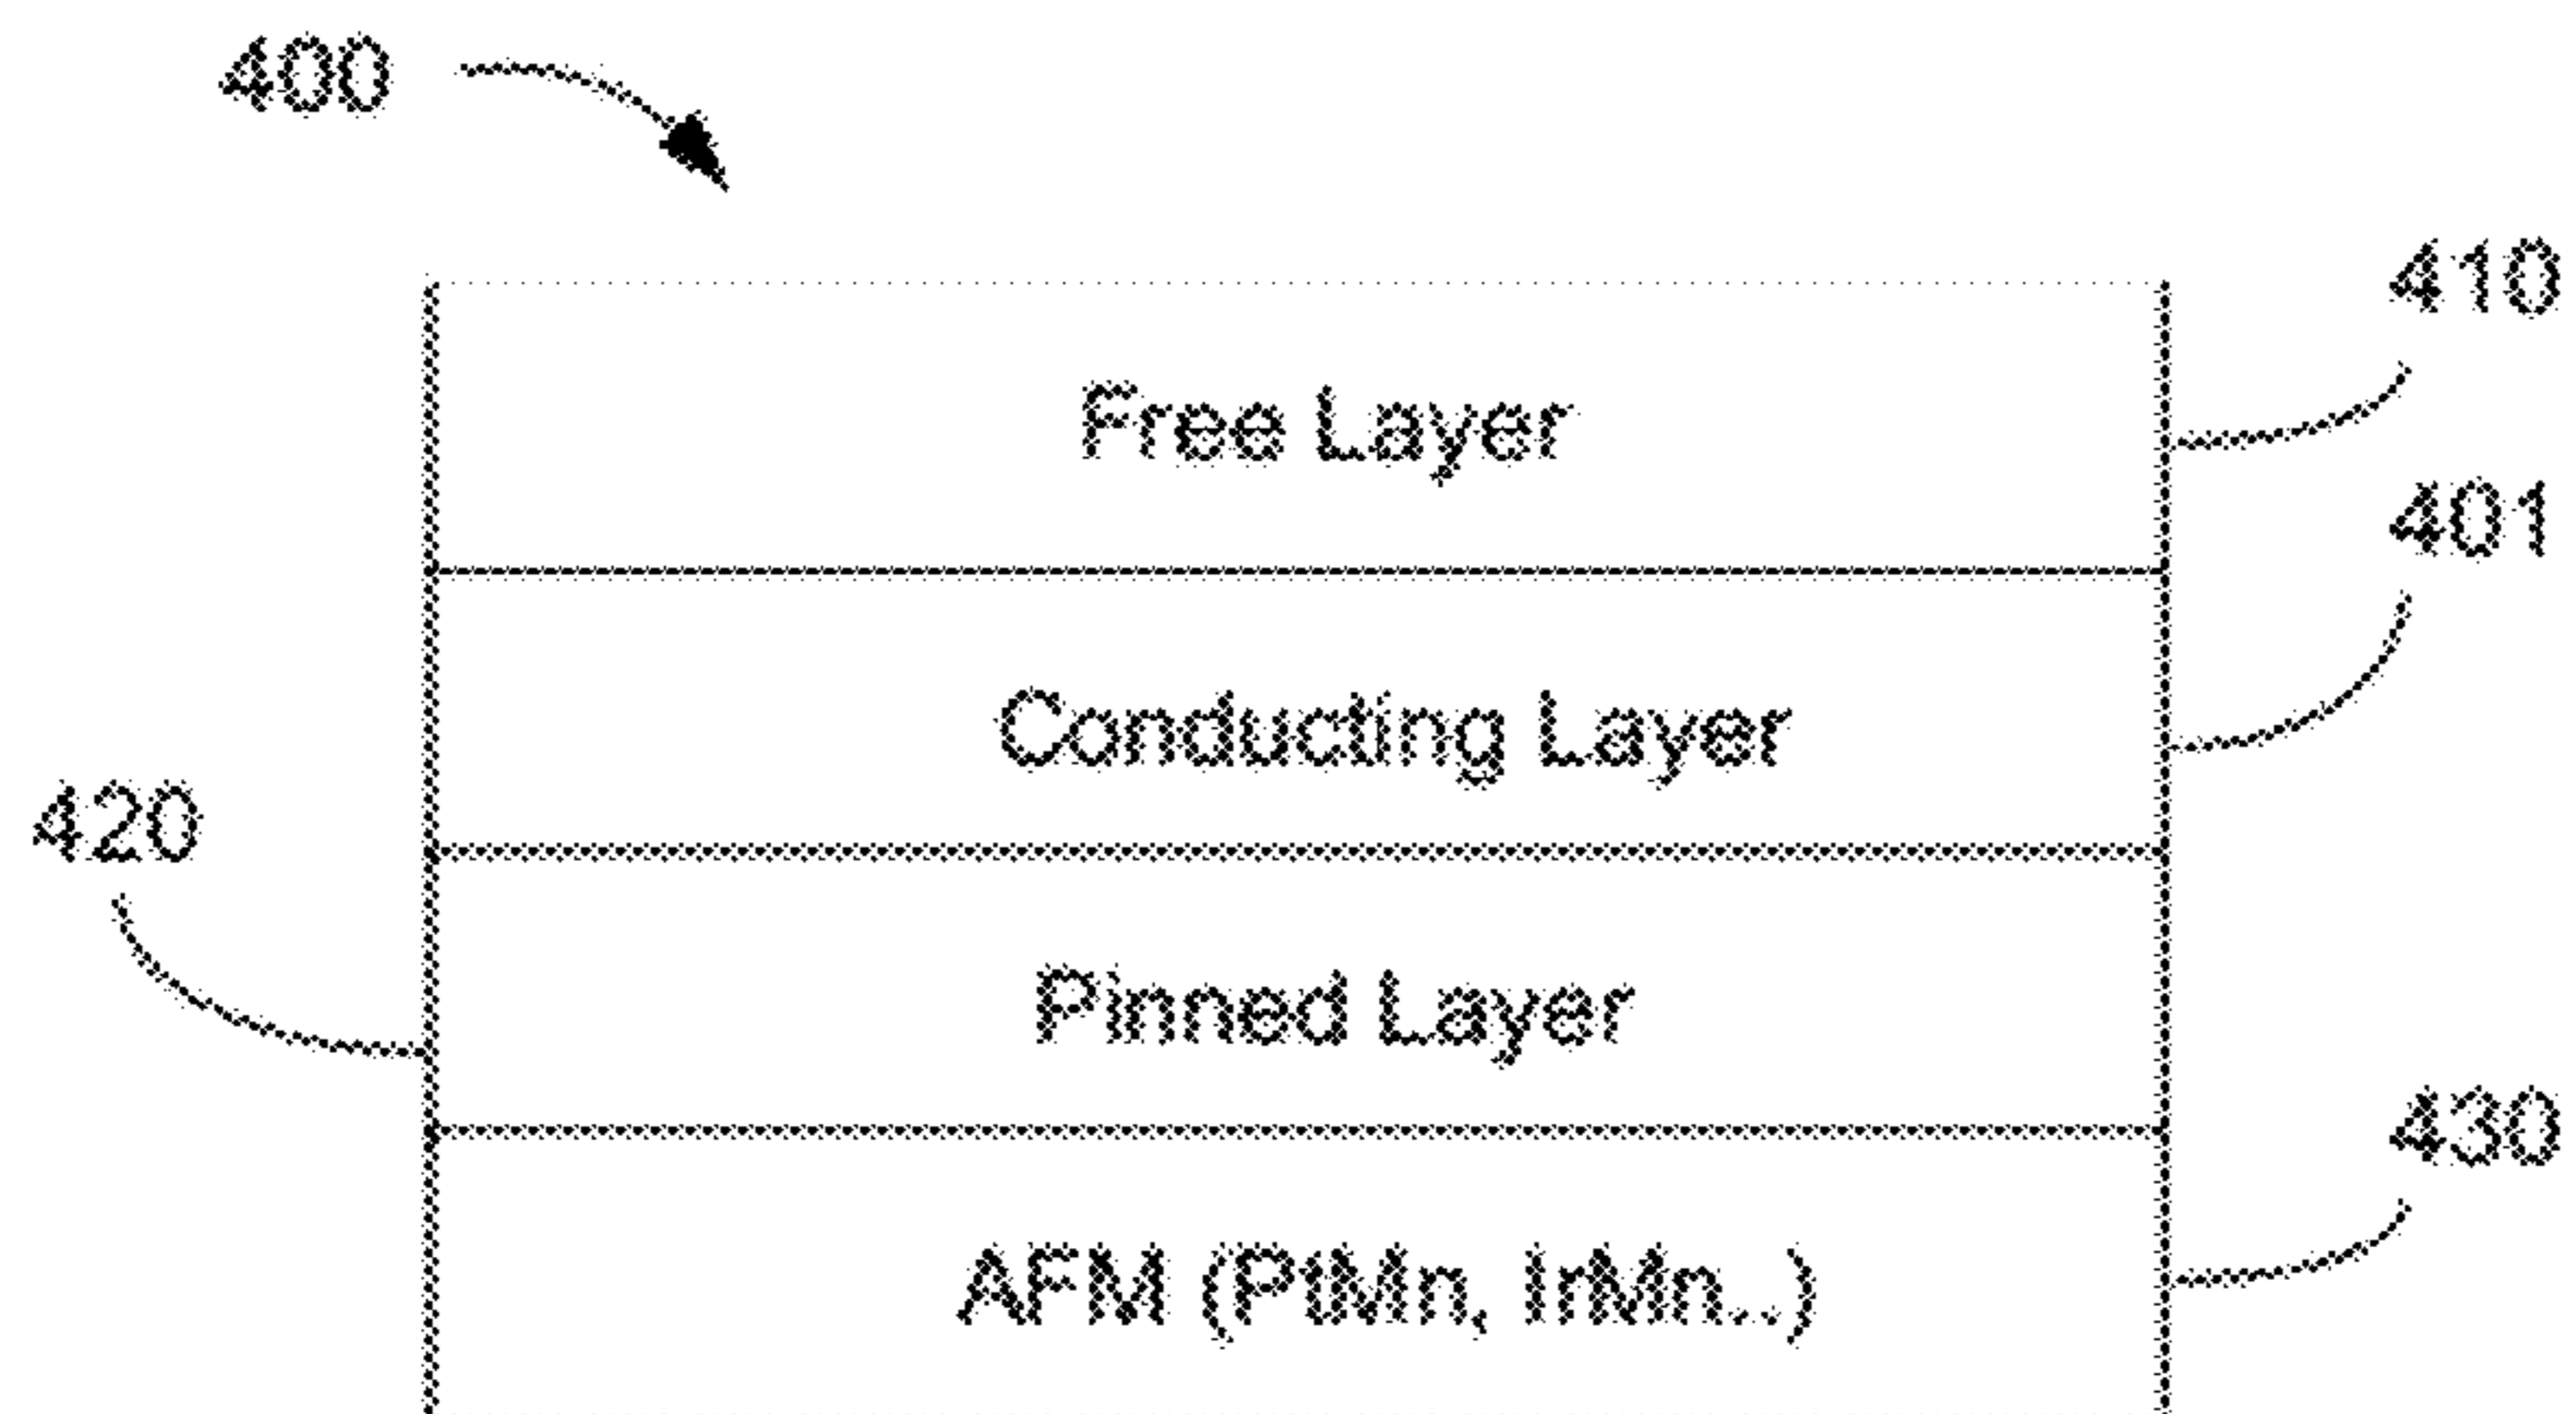 400
410
Free Layer
401
Conducting Layer
420
Pinned Layer
430
AFM (PtMn, IrMn...)